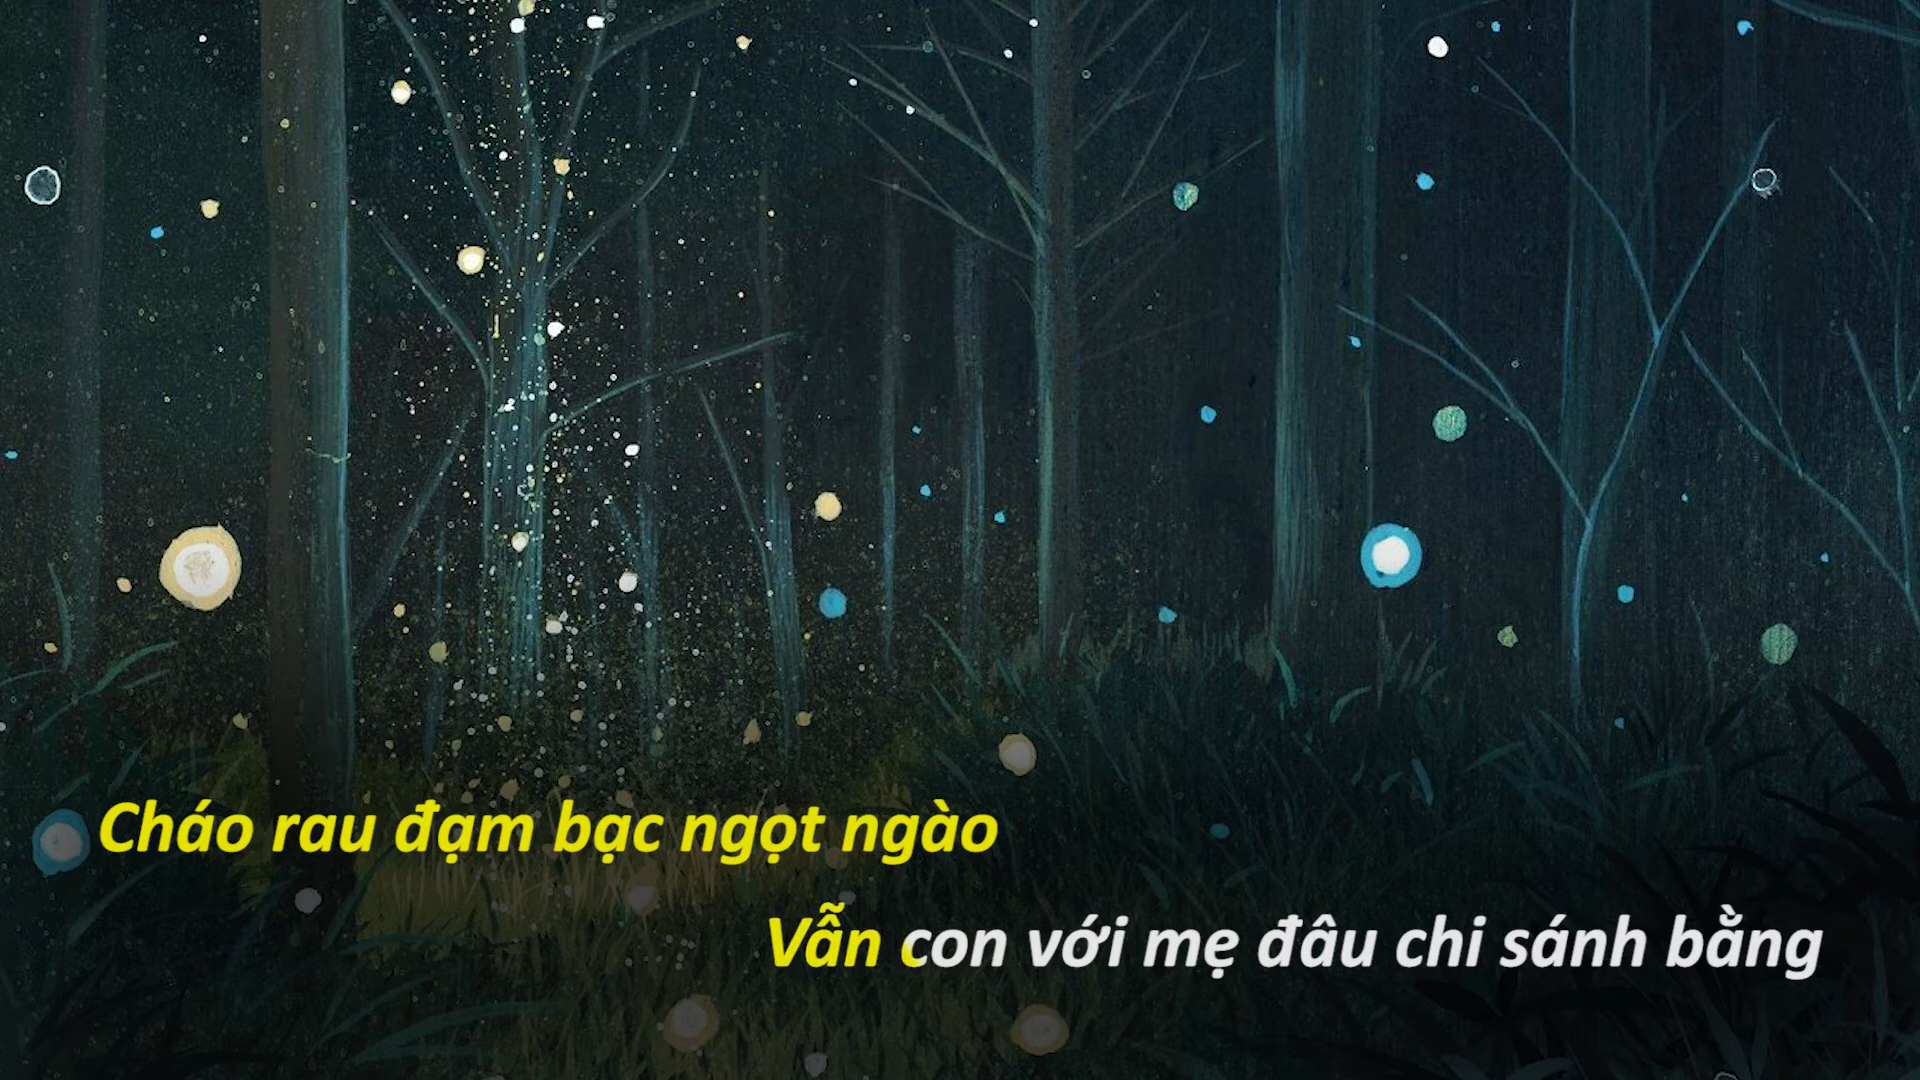 Cháo rau đạm bạc ngọt ngào
Vẫn con với mẹ đâu chi sánh bằng